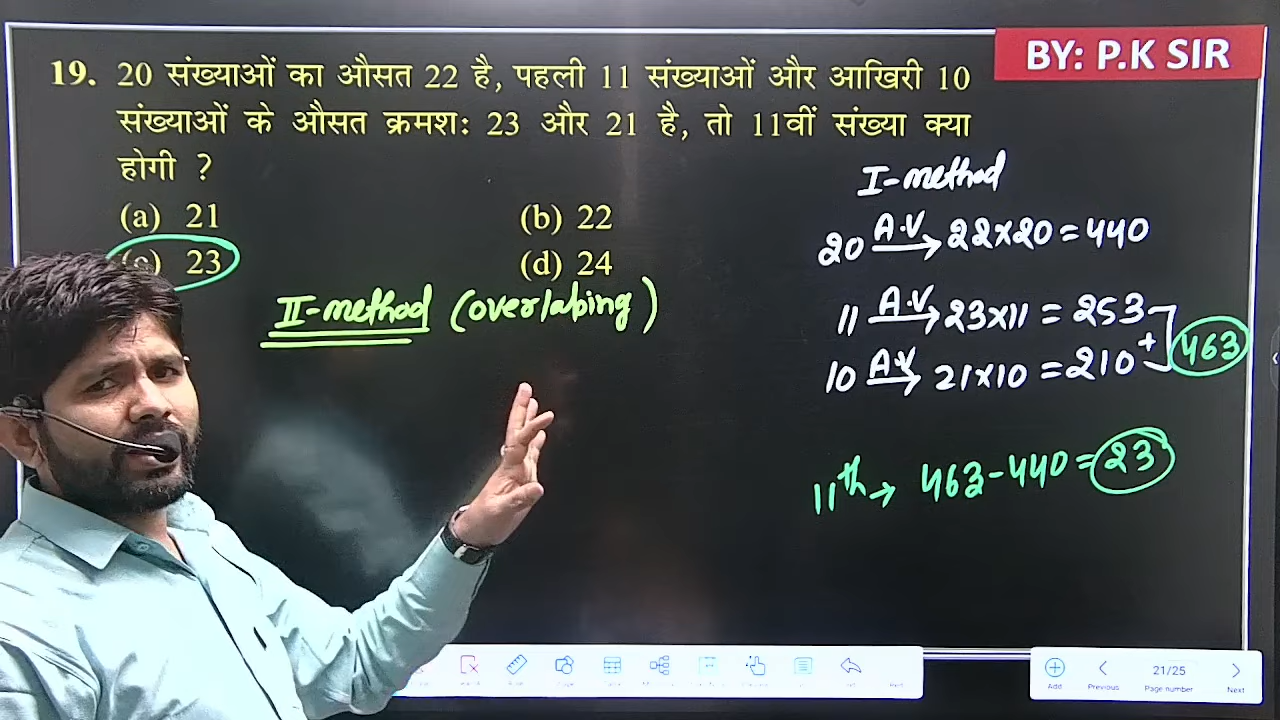 BY: P.K SIR
19. 20 संख्याओं का औसत 22 है, पहली 11 संख्याओं और आखिरी 10
संख्याओं के औसत क्रमशः 23 और 21 है, तो 11वीं संख्या क्या
होगी ?
(a) 21 (b) 22
(c) 23 (d) 24
I-method
20 A.V → 22×20 = 440
11 A.V → 23×11 = 253
10 A.V → 21×10 = 210 +
463
11th → 463-440 = 23
II-method (overlabing)
21/25
Add Previous Page number Next